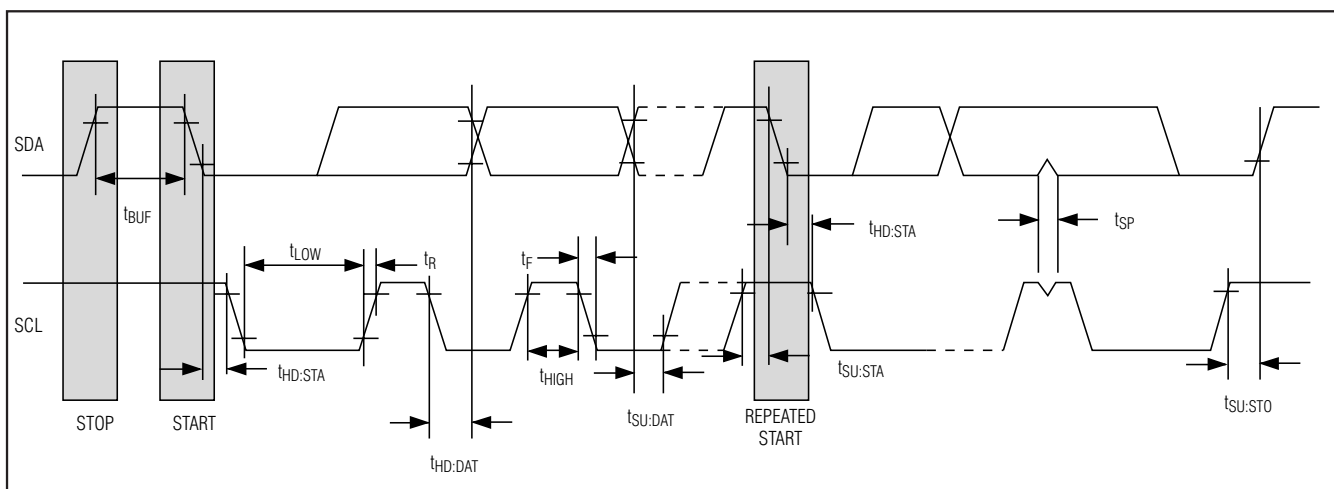 SDA
tBUF
tHD:STA
tSP
tLOW
tR
tF
SCL
tHD:STA
tHIGH
tSU:STA
tSU:DAT
tSU:STO
STOP
START
REPEATED
START
tHD:DAT